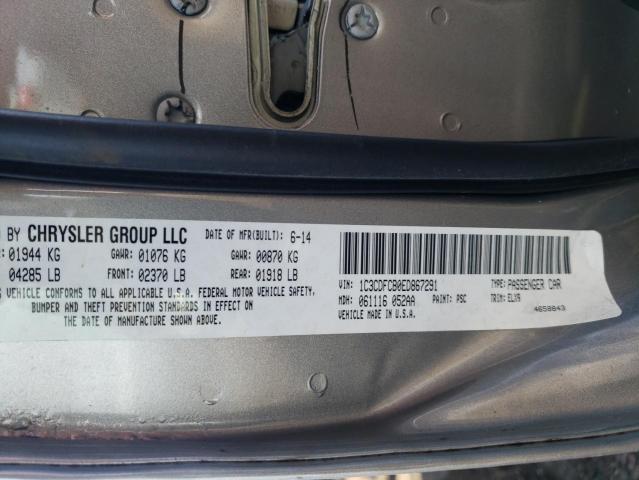 BY CHRYSLER GROUP LLC DATE OF MFR(BUILT): 6-14
01944 KG GAWR: 01076 KG GAWR: 00870 KG
04285 LB FRONT: 02370 LB REAR: 01918 LB
VEHICLE CONFORMS TO ALL APPLICABLE U.S.A. FEDERAL MOTOR VEHICLE SAFETY,
BUMPER AND THEFT PREVENTION STANDARDS IN EFFECT ON
THE DATE OF MANUFACTURE SHOWN ABOVE.
VIN: 1C3CDFCB0ED867291 TYPE: PASSENGER CAR
MDH: 061116 052AA PAINT: PSC TRIM: ELX9
VEHICLE MADE IN U.S.A. 4658843